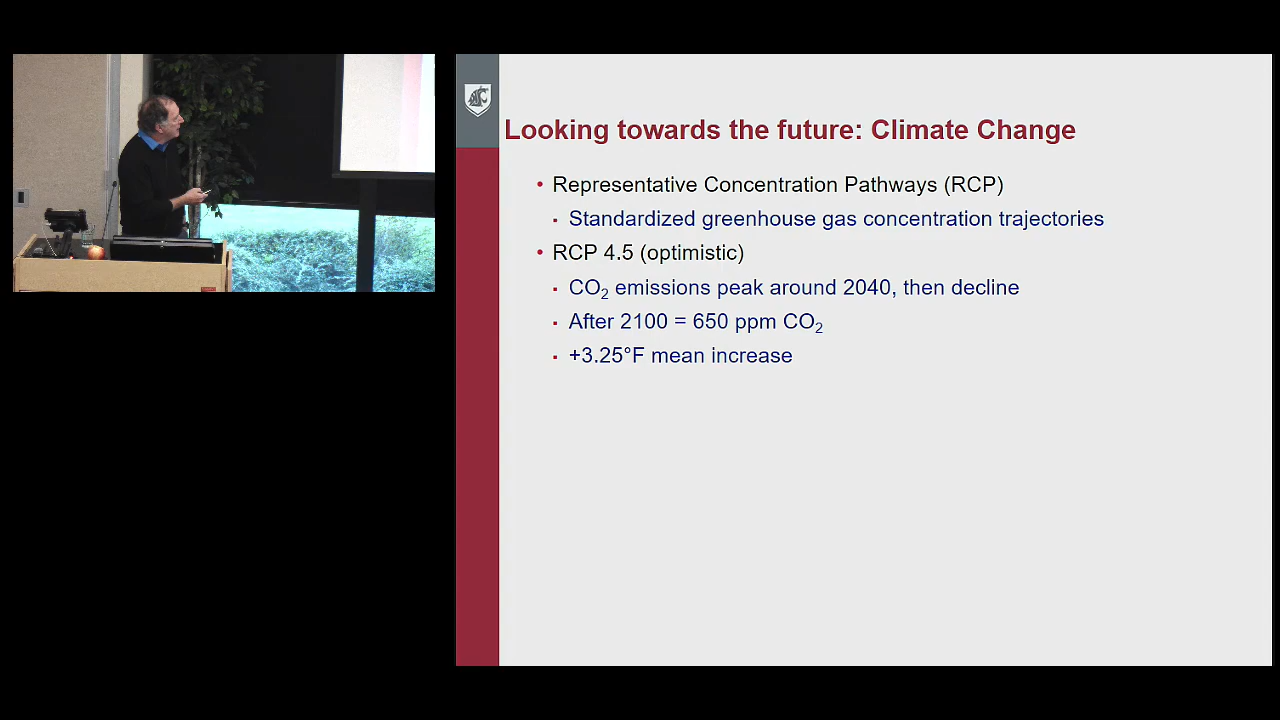 Looking towards the future: Climate Change
• Representative Concentration Pathways (RCP)
▪ Standardized greenhouse gas concentration trajectories
• RCP 4.5 (optimistic)
▪ CO₂ emissions peak around 2040, then decline
▪ After 2100 = 650 ppm CO₂
▪ +3.25°F mean increase